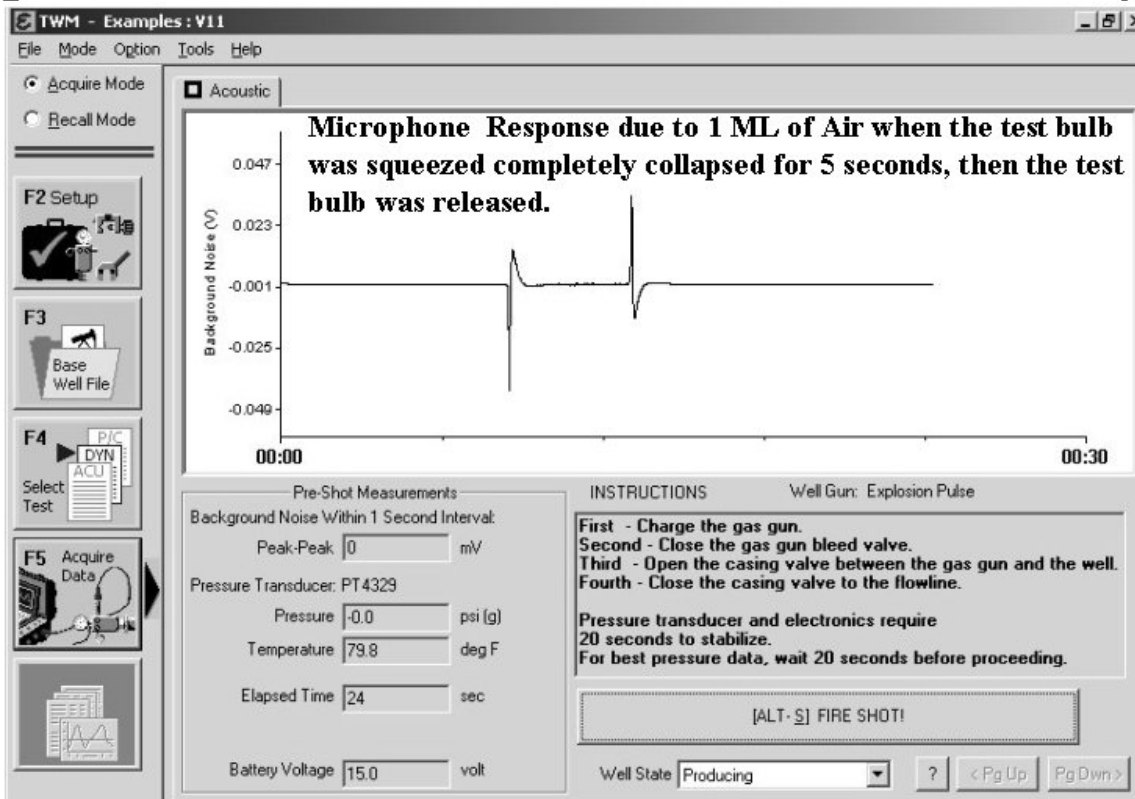 TWM - Examples : V11
File Mode Option Tools Help
Acquire Mode
Recall Mode
F2 Setup
F3
Base
Well File
F4
P/C
DYN
ACU
Select
Test
F5 Acquire
Data
Acoustic
Microphone Response due to 1 ML of Air when the test bulb
was squeezed completely collapsed for 5 seconds, then the test
bulb was released.
Background Noise (V)
0.047
0.023
-0.001
-0.025
-0.049
00:00 00:30
Pre-Shot Measurements
Background Noise Within 1 Second Interval:
Peak-Peak 0 mV
Pressure Transducer: PT4329
Pressure -0.0 psi (g)
Temperature 79.8 deg F
Elapsed Time 24 sec
Battery Voltage 15.0 volt
INSTRUCTIONS Well Gun: Explosion Pulse
First - Charge the gas gun.
Second - Close the gas gun bleed valve.
Third - Open the casing valve between the gas gun and the well.
Fourth - Close the casing valve to the flowline.
Pressure transducer and electronics require
20 seconds to stabilize.
For best pressure data, wait 20 seconds before proceeding.
[ALT- S] FIRE SHOT!
Well State Producing ? < Pg Up Pg Dwn >